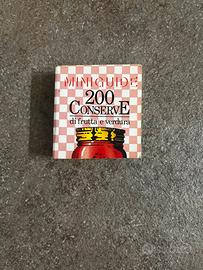 MINIGUIDE
200
CONSERVE
di frutta e verdura